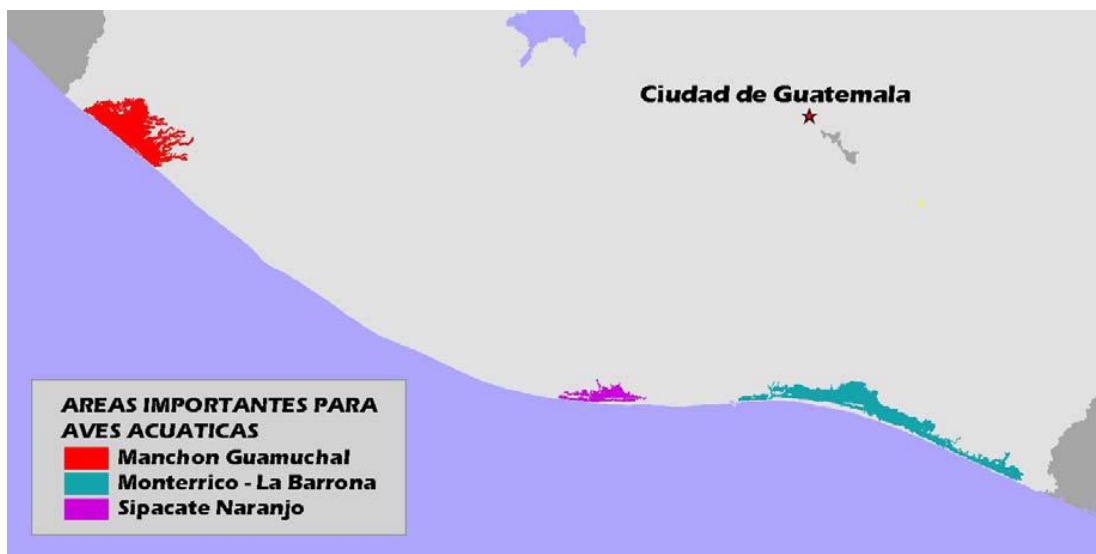 Ciudad de Guatemala
AREAS IMPORTANTES PARA
AVES ACUATICAS
Manchon Guamuchal
Monterrico - La Barrona
Sipacate Naranjo